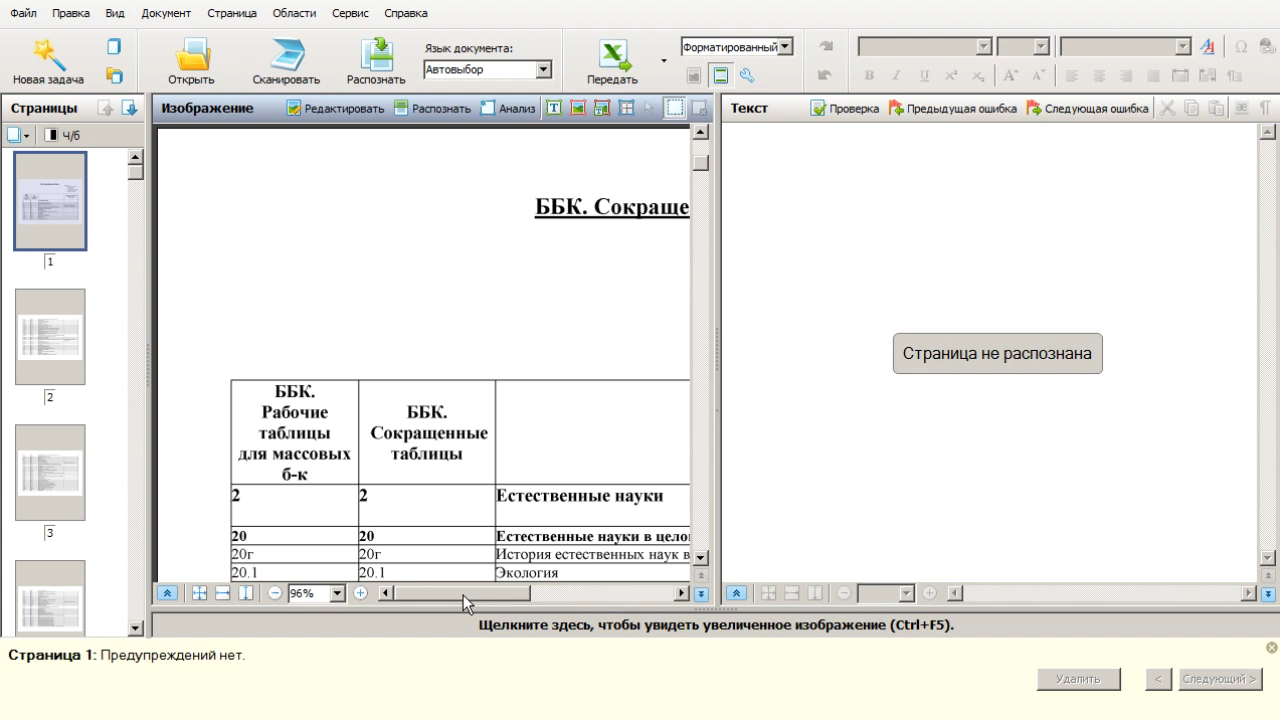 Файл Правка Вид Документ Страница Области Сервис Справка
Новая задача Открыть Сканировать Распознать Язык документа: Автовыбор Передать Форматированный
Страницы
Ч/б
1
2
3
Изображение Редактировать Распознать Анализ
ББК. Сокраще
ББК.
Рабочие
таблицы
для массовых
б-к
ББК.
Сокращенные
таблицы
2 2 Естественные науки
20 20 Естественные науки в цело
20г 20г История естественных наук в
20.1 20.1 Экология
96%
Текст Проверка Предыдущая ошибка Следующая ошибка
Страница не распознана
Щелкните здесь, чтобы увидеть увеличенное изображение (Ctrl+F5).
Страница 1: Предупреждений нет.
Удалить < Следующий >